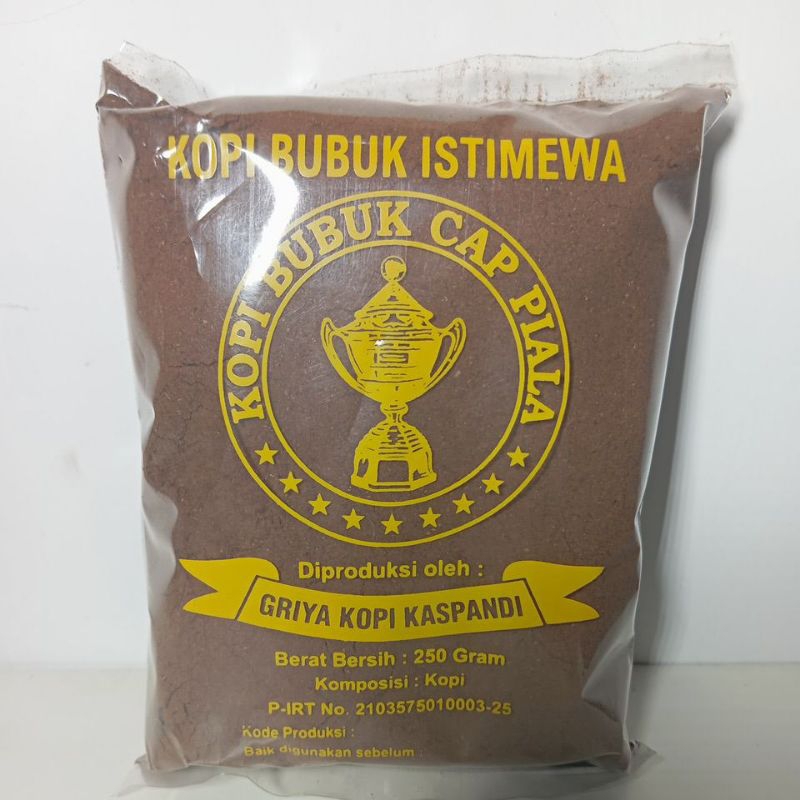 KOPI BUBUK ISTIMEWA
KOPI BUBUK CAP PIALA
Diproduksi oleh :
GRIYA KOPI KASPANDI
Berat Bersih : 250 Gram
Komposisi : Kopi
P-IRT No. 2103575010003-25
Kode Produksi :
Baik digunakan sebelum :